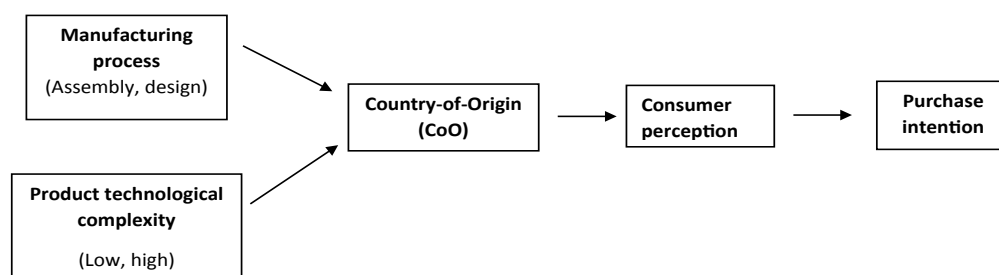 Manufacturing
process
(Assembly, design)
Product technological
complexity
(Low, high)
Country-of-Origin
(CoO)
Consumer
perception
Purchase
intention